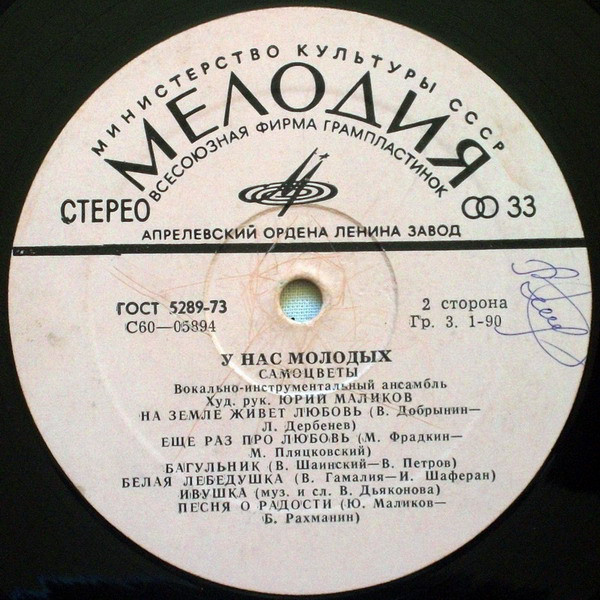 МИНИСТЕРСТВО КУЛЬТУРЫ СССР
МЕЛОДИЯ
ВСЕСОЮЗНАЯ ФИРМА ГРАМПЛАСТИНОК
СТЕРЕО
33
АПРЕЛЕВСКИЙ ОРДЕНА ЛЕНИНА ЗАВОД
ГОСТ 5289-73
С60—05894
2 сторона
Гр. 3. 1-90
У НАС МОЛОДЫХ
САМОЦВЕТЫ
Вокально-инструментальный ансамбль
Худ. рук. ЮРИЙ МАЛИКОВ
НА ЗЕМЛЕ ЖИВЕТ ЛЮБОВЬ (В. Добрынин—
Л. Дербенев)
ЕЩЕ РАЗ ПРО ЛЮБОВЬ (М. Фрадкин—
М. Пляцковский)
БАГУЛЬНИК (В. Шаинский—В. Петров)
БЕЛАЯ ЛЕБЕДУШКА (В. Гамалия—И. Шаферан)
ИВУШКА (муз. и сл. В. Дьяконова)
ПЕСНЯ О РАДОСТИ (Ю. Маликов—
Б. Рахманин)